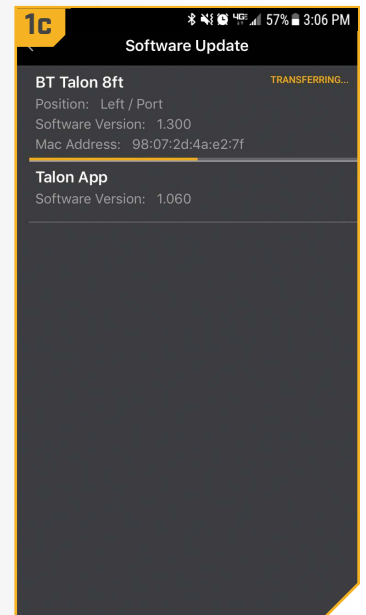 1c
4GE 57% 3:06 PM
Software Update
BT Talon 8ft TRANSFERRING...
Position: Left / Port
Software Version: 1.300
Mac Address: 98:07:2d:4a:e2:7f
Talon App
Software Version: 1.060